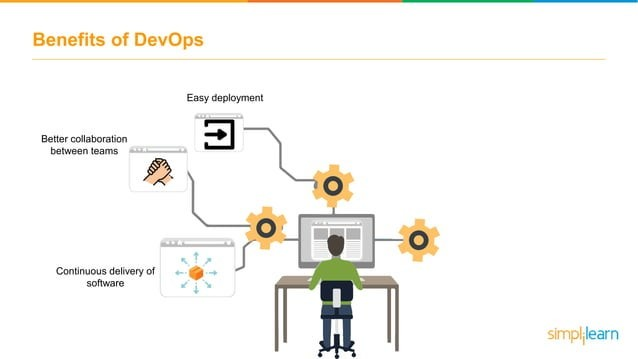 Benefits of DevOps
Easy deployment
Better collaboration
between teams
Continuous delivery of
software
simplilearn